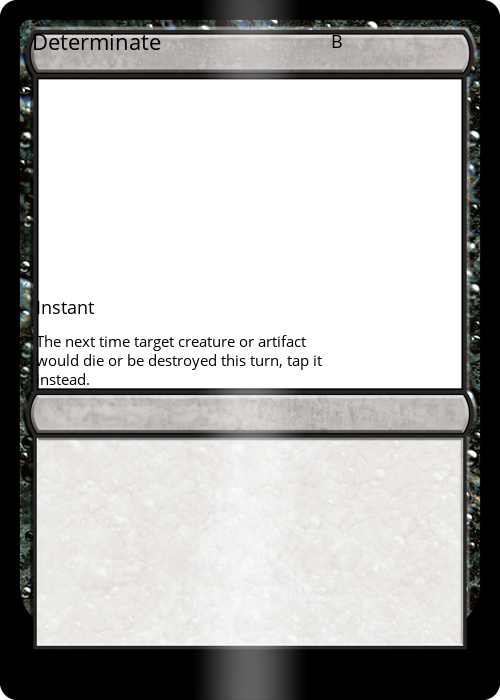 Determinate B
Instant
The next time target creature or artifact
would die or be destroyed this turn, tap it
instead.